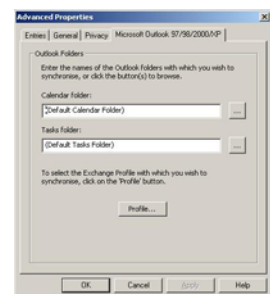 Advanced Properties
Entries | General | Privacy | Microsoft Outlook 97/98/2000/XP
Outlook Folders
Enter the names of the Outlook folders with which you wish to
synchronise, or click the button(s) to browse.
Calendar folder:
(Default Calendar Folder)
...
Tasks folder:
(Default Tasks Folder)
...
To select the Exchange Profile with which you wish to
synchronise, click on the 'Profile' button.
Profile...
OK Cancel Apply Help